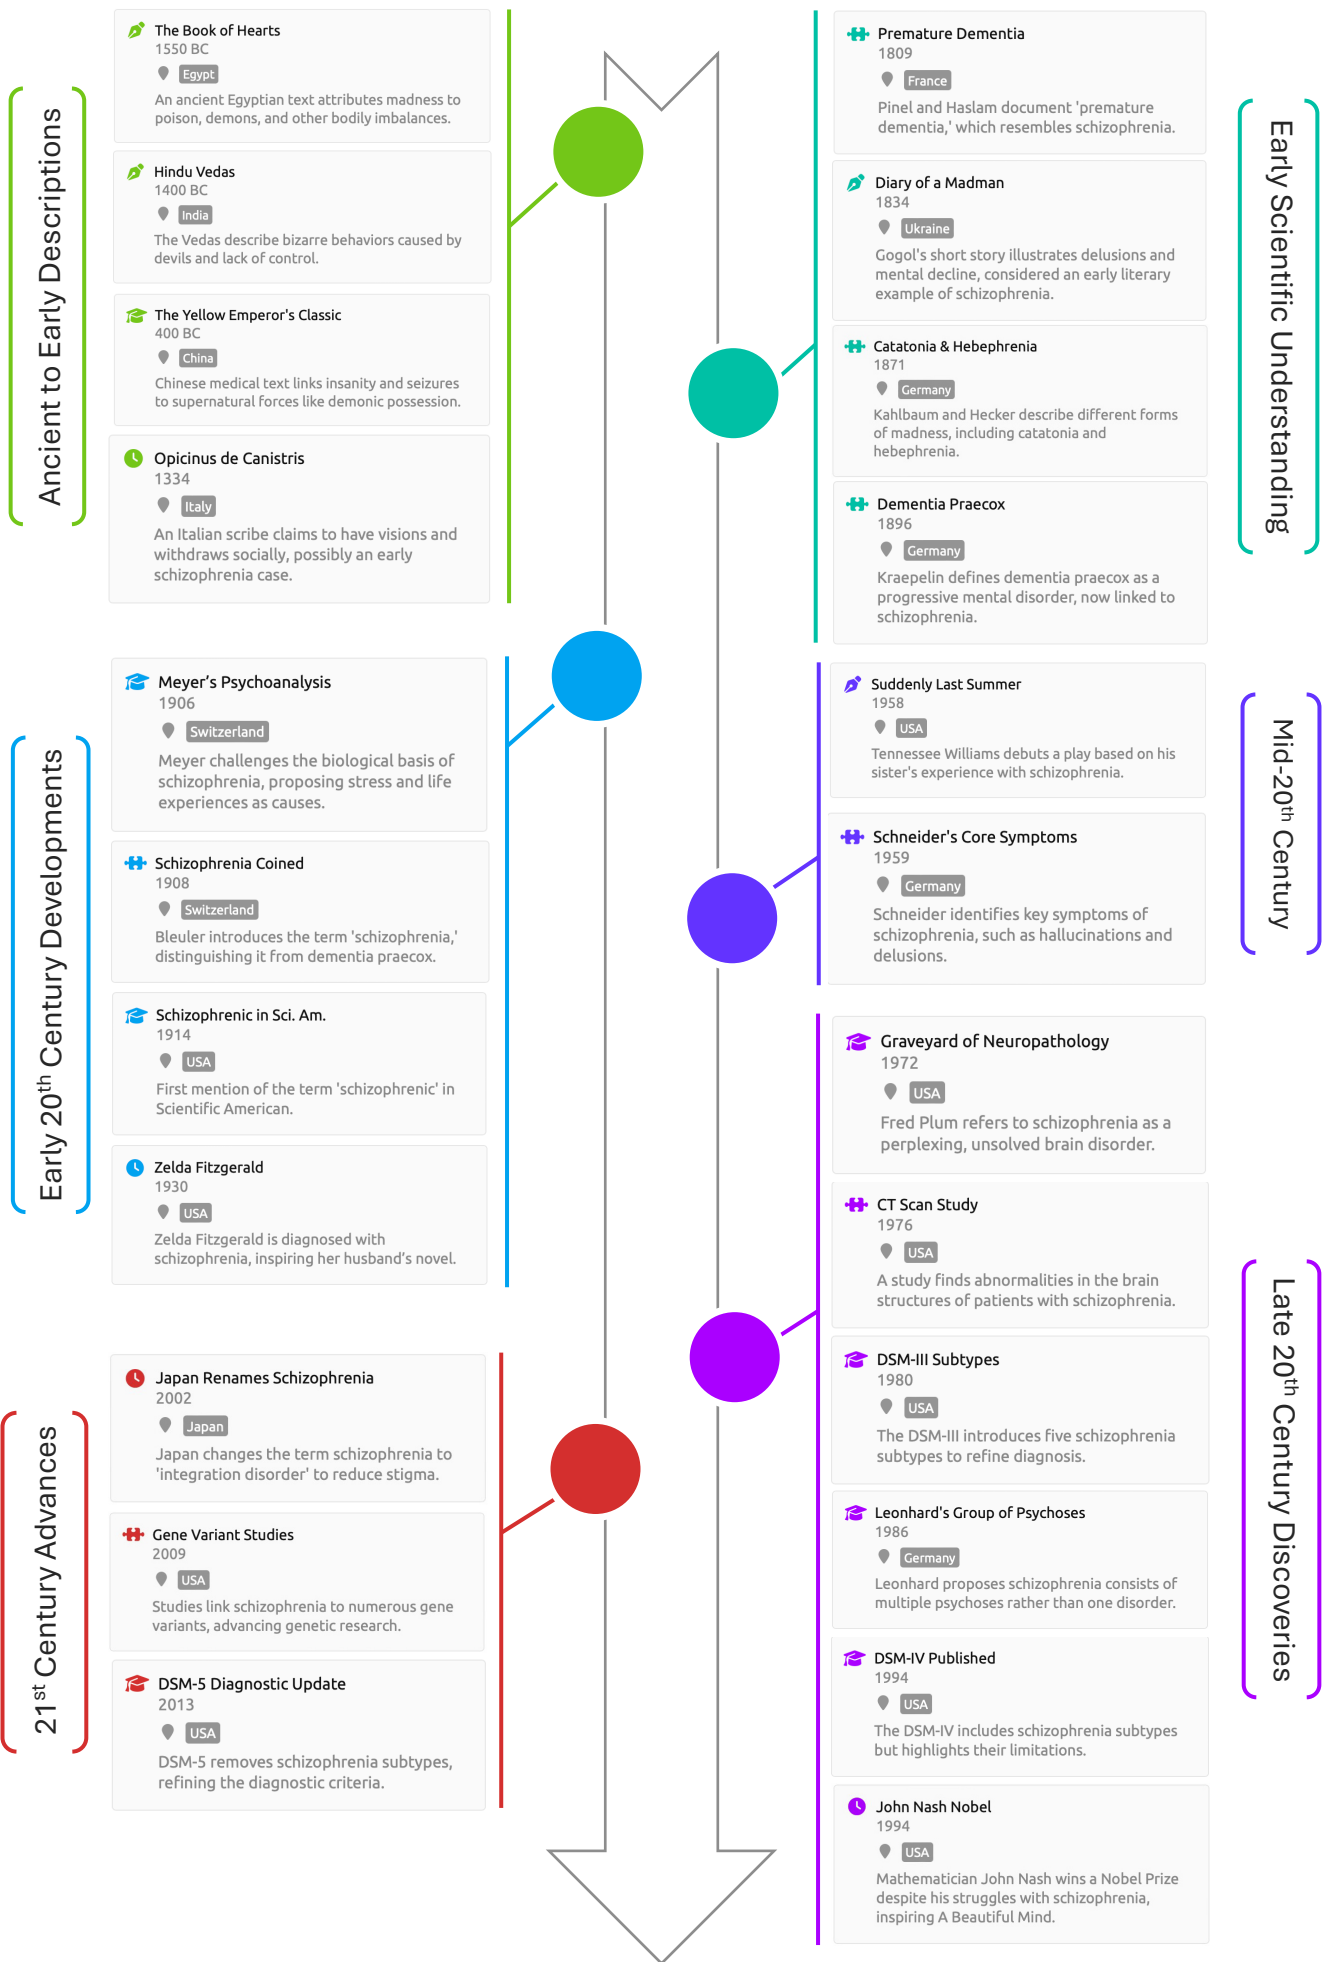 Ancient to Early Descriptions
The Book of Hearts
1550 BC
Egypt
An ancient Egyptian text attributes madness to
poison, demons, and other bodily imbalances.
Hindu Vedas
1400 BC
India
The Vedas describe bizarre behaviors caused by
devils and lack of control.
The Yellow Emperor's Classic
400 BC
China
Chinese medical text links insanity and seizures
to supernatural forces like demonic possession.
Opicinus de Canistris
1334
Italy
An Italian scribe claims to have visions and
withdraws socially, possibly an early
schizophrenia case.
Early Scientific Understanding
Premature Dementia
1809
France
Pinel and Haslam document 'premature
dementia,' which resembles schizophrenia.
Diary of a Madman
1834
Ukraine
Gogol's short story illustrates delusions and
mental decline, considered an early literary
example of schizophrenia.
Catatonia & Hebephrenia
1871
Germany
Kahlbaum and Hecker describe different forms
of madness, including catatonia and
hebephrenia.
Dementia Praecox
1896
Germany
Kraepelin defines dementia praecox as a
progressive mental disorder, now linked to
schizophrenia.
Early 20th Century Developments
Meyer’s Psychoanalysis
1906
Switzerland
Meyer challenges the biological basis of
schizophrenia, proposing stress and life
experiences as causes.
Schizophrenia Coined
1908
Switzerland
Bleuler introduces the term 'schizophrenia,'
distinguishing it from dementia praecox.
Schizophrenic in Sci. Am.
1914
USA
First mention of the term 'schizophrenic' in
Scientific American.
Zelda Fitzgerald
1930
USA
Zelda Fitzgerald is diagnosed with
schizophrenia, inspiring her husband’s novel.
Mid-20th Century
Suddenly Last Summer
1958
USA
Tennessee Williams debuts a play based on his
sister's experience with schizophrenia.
Schneider's Core Symptoms
1959
Germany
Schneider identifies key symptoms of
schizophrenia, such as hallucinations and
delusions.
Late 20th Century Discoveries
Graveyard of Neuropathology
1972
USA
Fred Plum refers to schizophrenia as a
perplexing, unsolved brain disorder.
CT Scan Study
1976
USA
A study finds abnormalities in the brain
structures of patients with schizophrenia.
DSM-III Subtypes
1980
USA
The DSM-III introduces five schizophrenia
subtypes to refine diagnosis.
Leonhard's Group of Psychoses
1986
Germany
Leonhard proposes schizophrenia consists of
multiple psychoses rather than one disorder.
DSM-IV Published
1994
USA
The DSM-IV includes schizophrenia subtypes
but highlights their limitations.
John Nash Nobel
1994
USA
Mathematician John Nash wins a Nobel Prize
despite his struggles with schizophrenia,
inspiring A Beautiful Mind.
21st Century Advances
Japan Renames Schizophrenia
2002
Japan
Japan changes the term schizophrenia to
'integration disorder' to reduce stigma.
Gene Variant Studies
2009
USA
Studies link schizophrenia to numerous gene
variants, advancing genetic research.
DSM-5 Diagnostic Update
2013
USA
DSM-5 removes schizophrenia subtypes,
refining the diagnostic criteria.